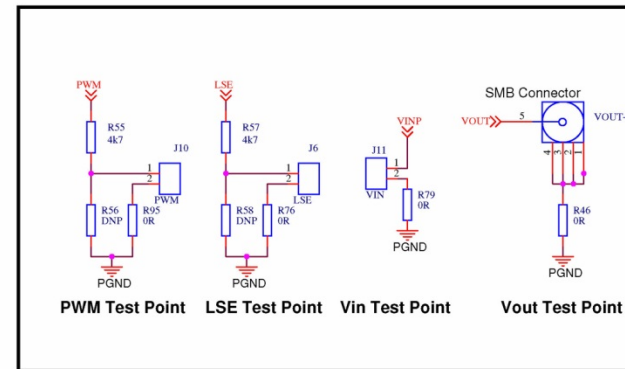 PWM
R55
4k7
J10
1
2
PWM
R56
DNP
R95
0R
PGND
PWM Test Point
LSE
R57
4k7
J6
1
2
LSE
R58
DNP
R76
0R
PGND
LSE Test Point
VINP
J11
1
2
VIN
R79
0R
PGND
Vin Test Point
SMB Connector
VOUT
5
VOUT-
4
3
2
1
R46
0R
PGND
Vout Test Point